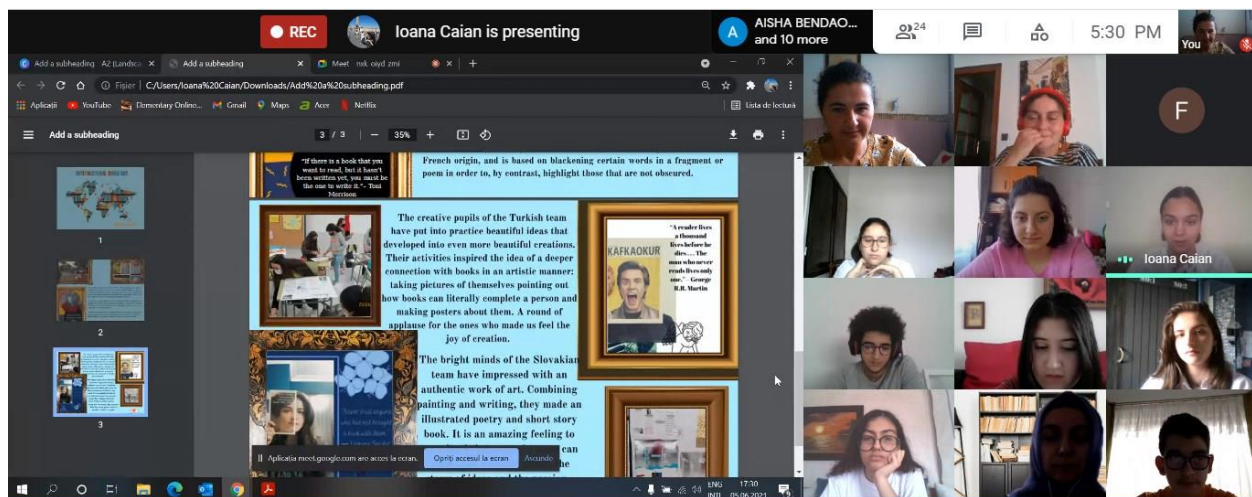 REC
Ioana Caian is presenting
A
AISHA BENDAO...
and 10 more
24
5:30 PM
You
Add a subheading
A2 (Landsca
Add a subheading
Meet
Fișier
C:/Users/Ioana%20Caian/Downloads/Add%20a%20subheading.pdf
Aplicații
YouTube
Elementary Online...
Gmail
Maps
Acer
Netflix
Lista de lectură
Add a subheading
3 / 3
35%
1
2
3
"If there is a book that you
want to read, but it hasn't
been written yet, you must be
the one to write it."- Toni
Morrison
French origin, and is based on blackening certain words in a fragment or
poem in order to, by contrast, highlight those that are not obscured.
The creative pupils of the Turkish team
have put into practice beautiful ideas that
developed into even more beautiful creations.
Their activities inspired the idea of a deeper
connection with books in an artistic manner:
taking pictures of themselves pointing out
how books can literally complete a person and
making posters about them. A round of
applause for the ones who made us feel the
joy of creation.
KAFKAOKUR
"A reader lives
a thousand
lives before he
dies... The
man who never
reads lives only
one."- George
R.R. Martin
The bright minds of the Slovakian
team have impressed with an
authentic work of art. Combining
painting and writing, they made an
illustrated poetry and short story
book. It is an amazing feeling to
can
Aplicația meet.google.com are acces la ecran.
Opriți accesul la ecran
Ascunde
ENG
INTL
17:30
05.06.2021
F
Ioana Caian